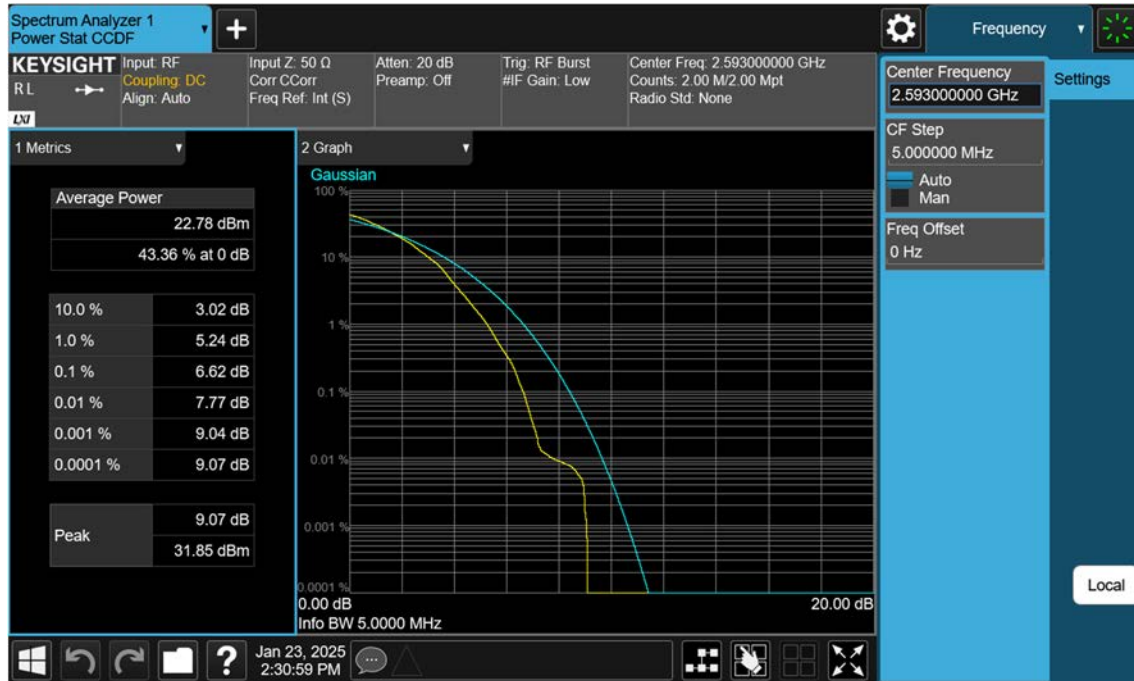 Spectrum Analyzer 1
Power Stat CCDF
+
Frequency
KEYSIGHT
R L
LXI
Input: RF
Coupling: DC
Align: Auto
Input Z: 50 Ω
Corr CCorr
Freq Ref: Int (S)
Atten: 20 dB
Preamp: Off
Trig: RF Burst
#IF Gain: Low
Center Freq: 2.593000000 GHz
Counts: 2.00 M/2.00 Mpt
Radio Std: None
Center Frequency
2.593000000 GHz
Settings
CF Step
5.000000 MHz
Auto
Man
Freq Offset
0 Hz
1 Metrics
Average Power
22.78 dBm
43.36 % at 0 dB
10.0 % 3.02 dB
1.0 % 5.24 dB
0.1 % 6.62 dB
0.01 % 7.77 dB
0.001 % 9.04 dB
0.0001 % 9.07 dB
Peak
9.07 dB
31.85 dBm
2 Graph
Gaussian
100 %
10 %
1 %
0.1 %
0.01 %
0.001 %
0.0001 %
0.00 dB 20.00 dB
Info BW 5.0000 MHz
Local
?
Jan 23, 2025
2:30:59 PM